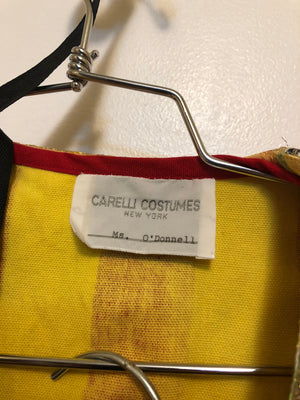 CARELLI COSTUMES
NEW YORK
Ms. O'Donnell